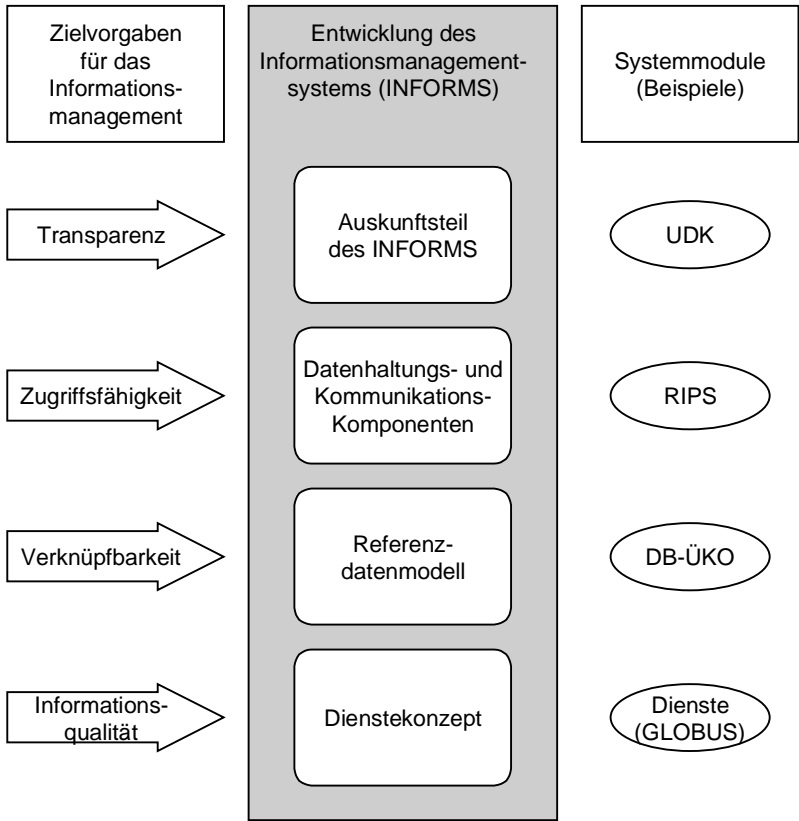 Zielvorgaben
für das
Informations-
management
Entwicklung des
Informationsmanagement-
systems (INFORMS)
Systemmodule
(Beispiele)
Transparenz
Auskunftsteil
des INFORMS
UDK
Zugriffsfähigkeit
Datenhaltungs- und
Kommunikations-
Komponenten
RIPS
Verknüpfbarkeit
Referenz-
datenmodell
DB-ÜKO
Informations-
qualität
Dienstekonzept
Dienste
(GLOBUS)